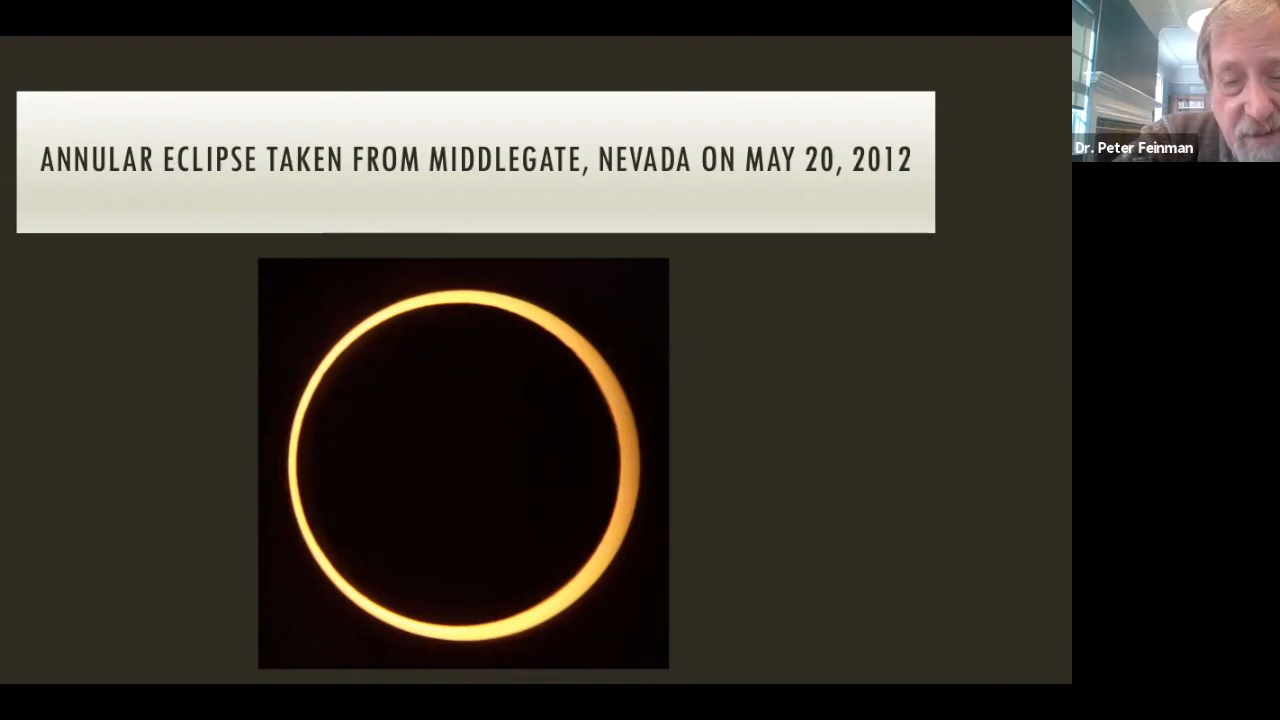 ANNULAR ECLIPSE TAKEN FROM MIDDLEGATE, NEVADA ON MAY 20, 2012
Dr. Peter Feinman